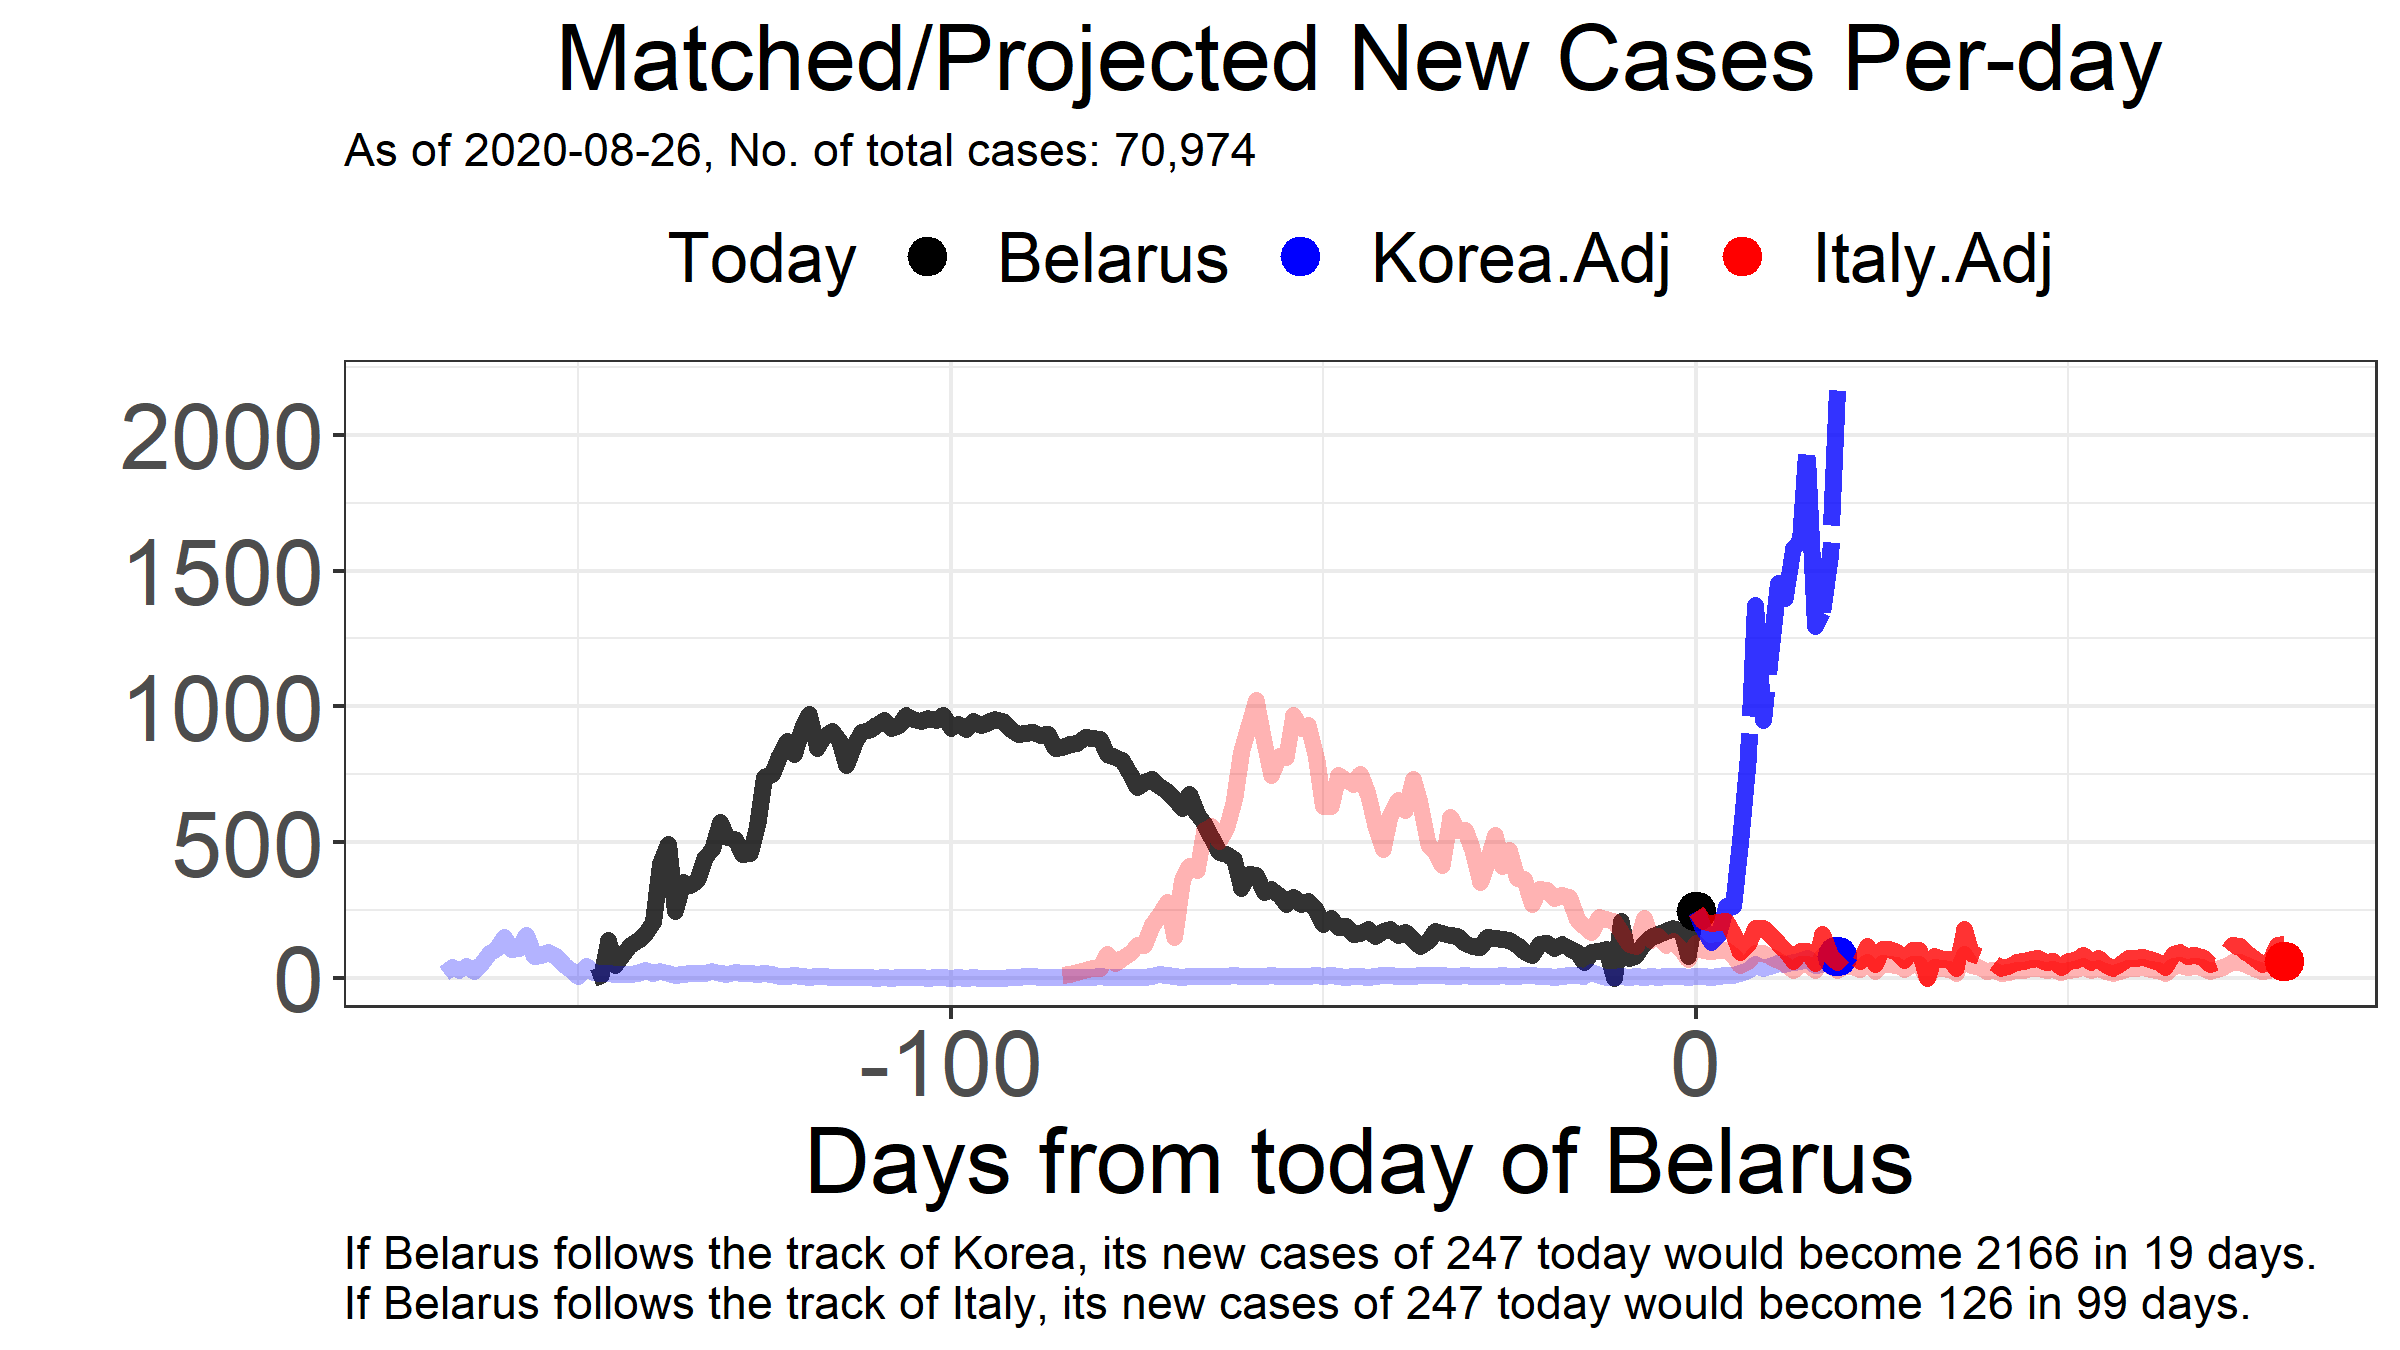 Matched/Projected New Cases Per-day
As of 2020-08-26, No. of total cases: 70,974
Today Belarus Korea.Adj Italy.Adj
2000
1500
1000
500
0
-100 0
Days from today of Belarus
If Belarus follows the track of Korea, its new cases of 247 today would become 2166 in 19 days.
If Belarus follows the track of Italy, its new cases of 247 today would become 126 in 99 days.